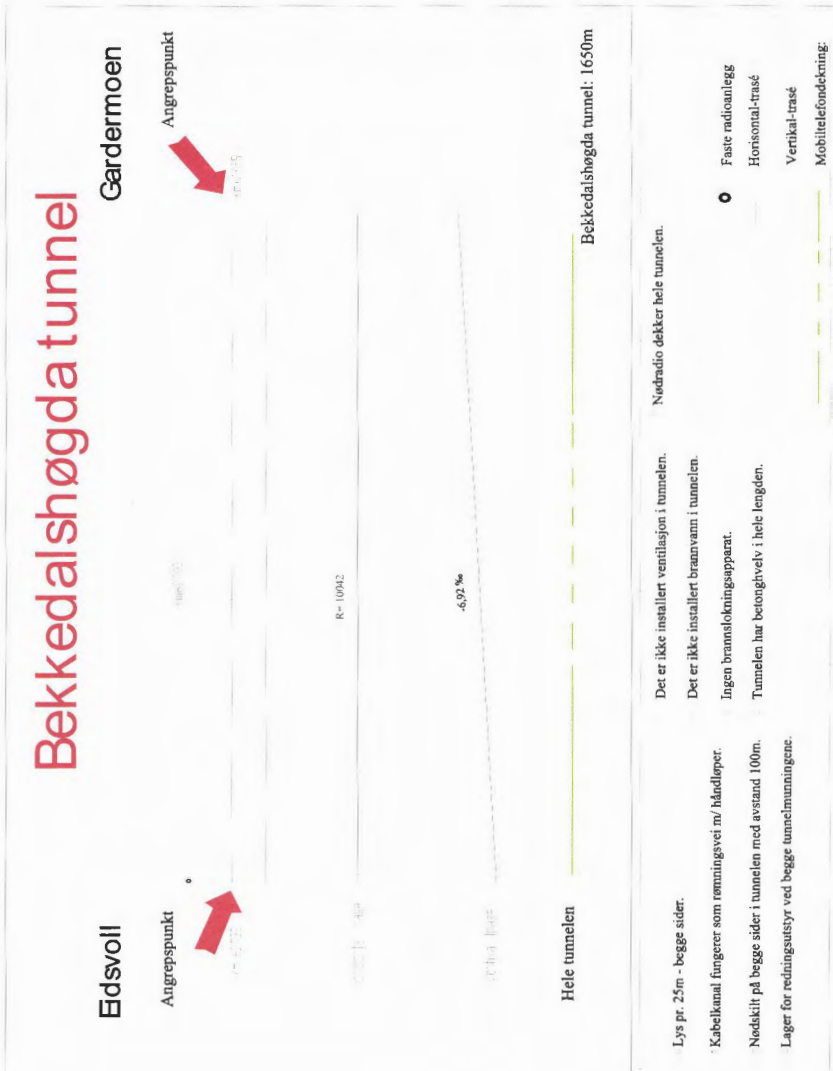 Bekkedalshøgda tunnel
Eidsvoll
Gardermoen
Angrepspunkt
Angrepspunkt
R= 10042
-6,92 ‰
Hele tunnelen
Bekkedalshøgda tunnel: 1650m
Lys pr. 25m - begge sider.
Kabelkanal fungerer som rømningsvei m/ håndløper.
Nødskilt på begge sider i tunnelen med avstand 100m.
Lager for redningsutstyr ved begge tunnelmunningene.
Det er ikke installert ventilasjon i tunnelen.
Det er ikke installert brannvann i tunnelen.
Ingen brannslokningsapparat.
Tunnelen har betonghvelv i hele lengden.
Nødradio dekker hele tunnelen.
Faste radioanlegg
Horisontal-trasé
Vertikal-trasé
Mobiltelefondekning: